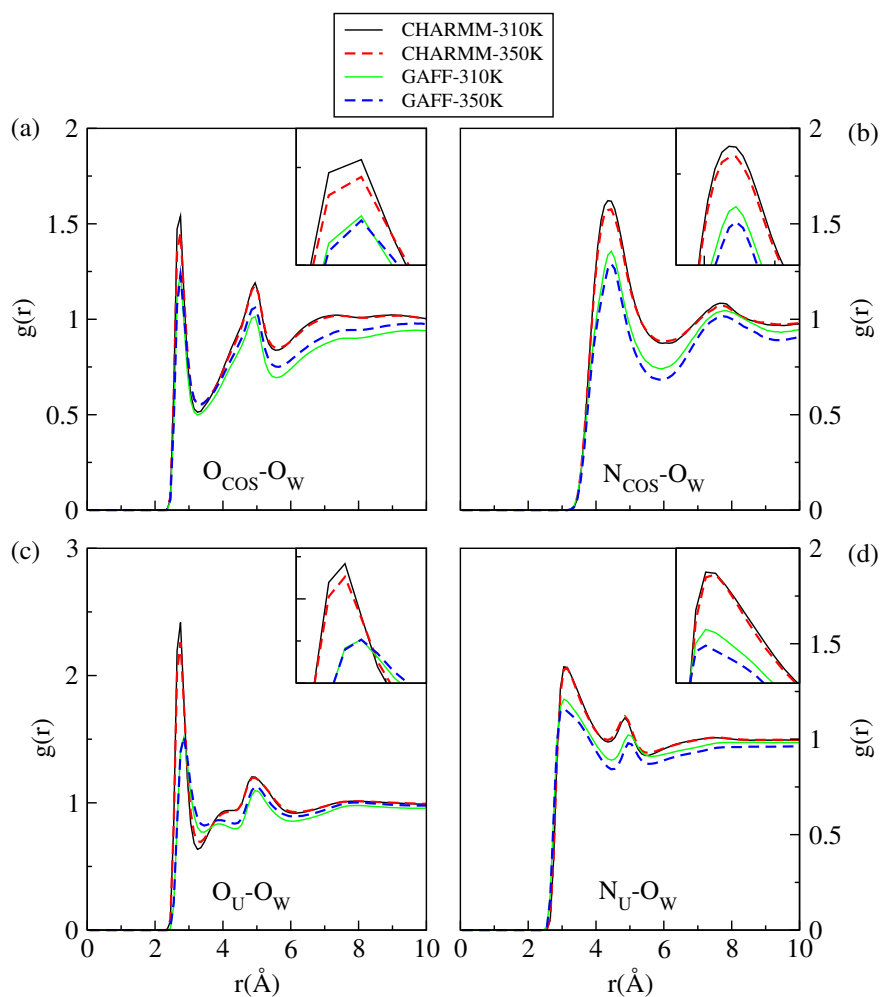 CHARMM-310K
CHARMM-350K
GAFF-310K
GAFF-350K
(a)
2
1.5
1
0.5
0
g(r)
O_COS-O_W
(b)
2
1.5
1
0.5
0
g(r)
N_COS-O_W
(c)
3
2
1
0
g(r)
O_U-O_W
0 2 4 6 8 10
r(Å)
(d)
2
1.5
1
0.5
0
g(r)
N_U-O_W
0 2 4 6 8 10
r(Å)